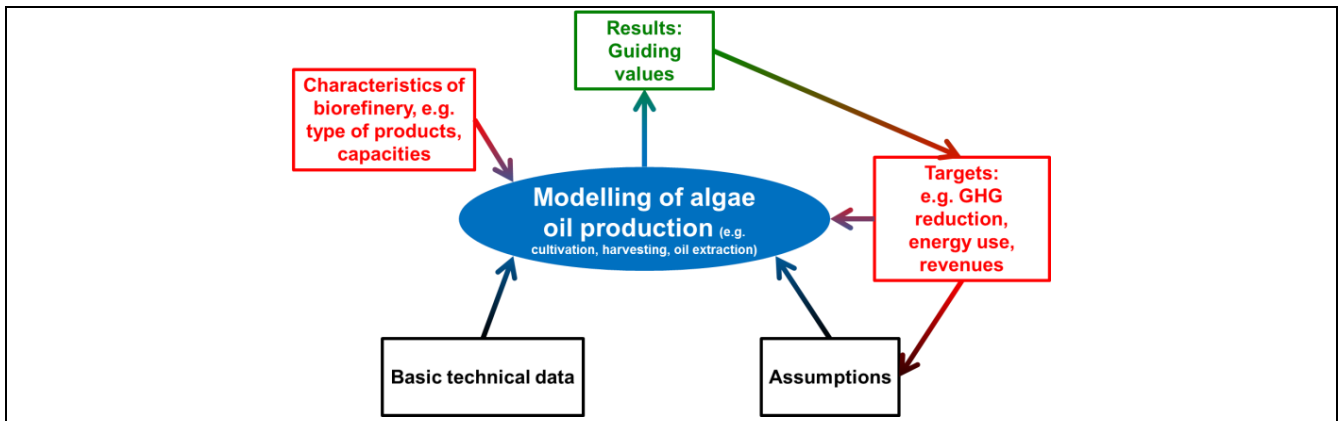 Results:
Guiding
values
Characteristics of
biorefinery, e.g.
type of products,
capacities
Targets:
e.g. GHG
reduction,
energy use,
revenues
Modelling of algae
oil production (e.g.
cultivation, harvesting, oil extraction)
Basic technical data
Assumptions